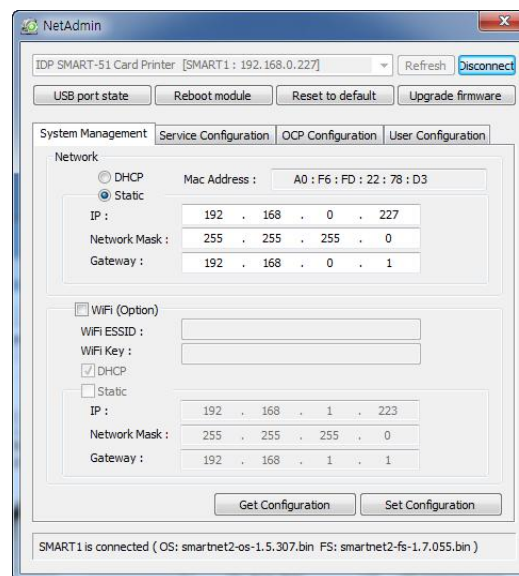 NetAdmin
IDP SMART-51 Card Printer [SMART1 : 192.168.0.227] Refresh Disconnect
USB port state Reboot module Reset to default Upgrade firmware
System Management Service Configuration OCP Configuration User Configuration
Network
DHCP Mac Address : A0 : F6 : FD : 22 : 78 : D3
Static
IP : 192 . 168 . 0 . 227
Network Mask : 255 . 255 . 255 . 0
Gateway : 192 . 168 . 0 . 1
WiFi (Option)
WiFi ESSID :
WiFi Key :
DHCP
Static
IP : 192 . 168 . 1 . 223
Network Mask : 255 . 255 . 255 . 0
Gateway : 192 . 168 . 1 . 1
Get Configuration Set Configuration
SMART1 is connected ( OS: smartnet2-os-1.5.307.bin FS: smartnet2-fs-1.7.055.bin )